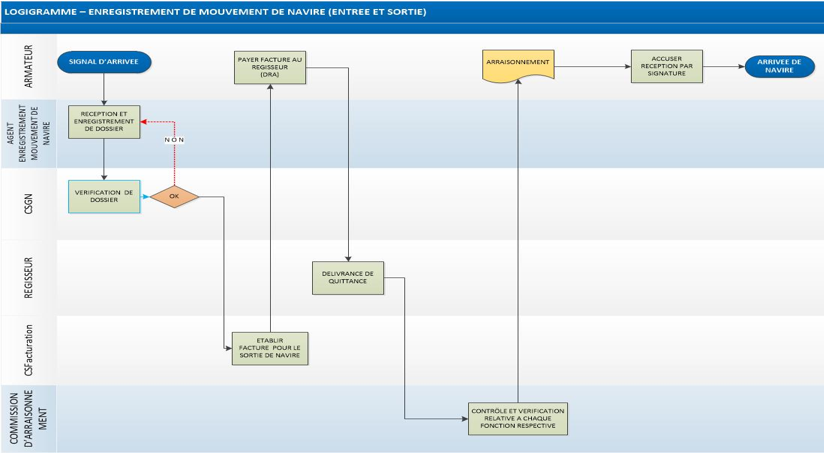 LOGIGRAMME – ENREGISTREMENT DE MOUVEMENT DE NAVIRE (ENTREE ET SORTIE)
ARMATEUR
SIGNAL D'ARRIVEE
PAYER FACTURE AU
REGISSEUR
(DRA)
ARRAISONNEMENT
ACCUSER
RECEPTION PAR
SIGNATURE
ARRIVEE DE
NAVIRE
AGENT
ENREGISTREMENT
MOUVEMENT DE
NAVIRE
RECEPTION ET
ENREGISTREMENT
DE DOSSIER
NON
CSGN
VERIFICATION DE
DOSSIER
OK
REGISSEUR
DELIVRANCE DE
QUITTANCE
CSFacturation
ETABLIR
FACTURE POUR LE
SORTIE DE NAVIRE
COMMISSION
D'ARRAISONNE
MENT
CONTRÔLE ET VERIFICATION
RELATIVE A CHAQUE
FONCTION RESPECTIVE